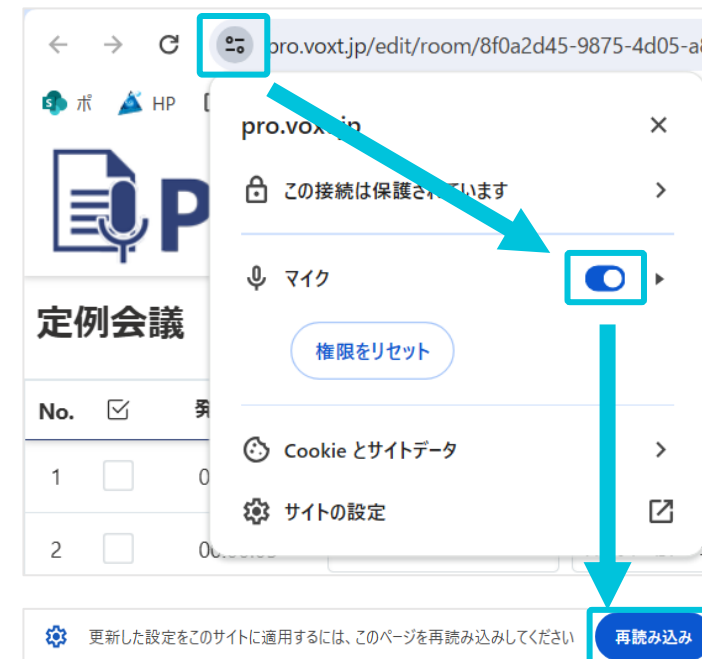 pro.voxt.jp/edit/room/8f0a2d45-9875-4d05-a8
ポ HP
pro.voxt.jp
この接続は保護されています
P
マイク
定例会議
権限をリセット
No. 発
Cookie とサイトデータ
1 0
サイトの設定
2
更新した設定をこのサイトに適用するには、このページを再読み込みしてください 再読み込み